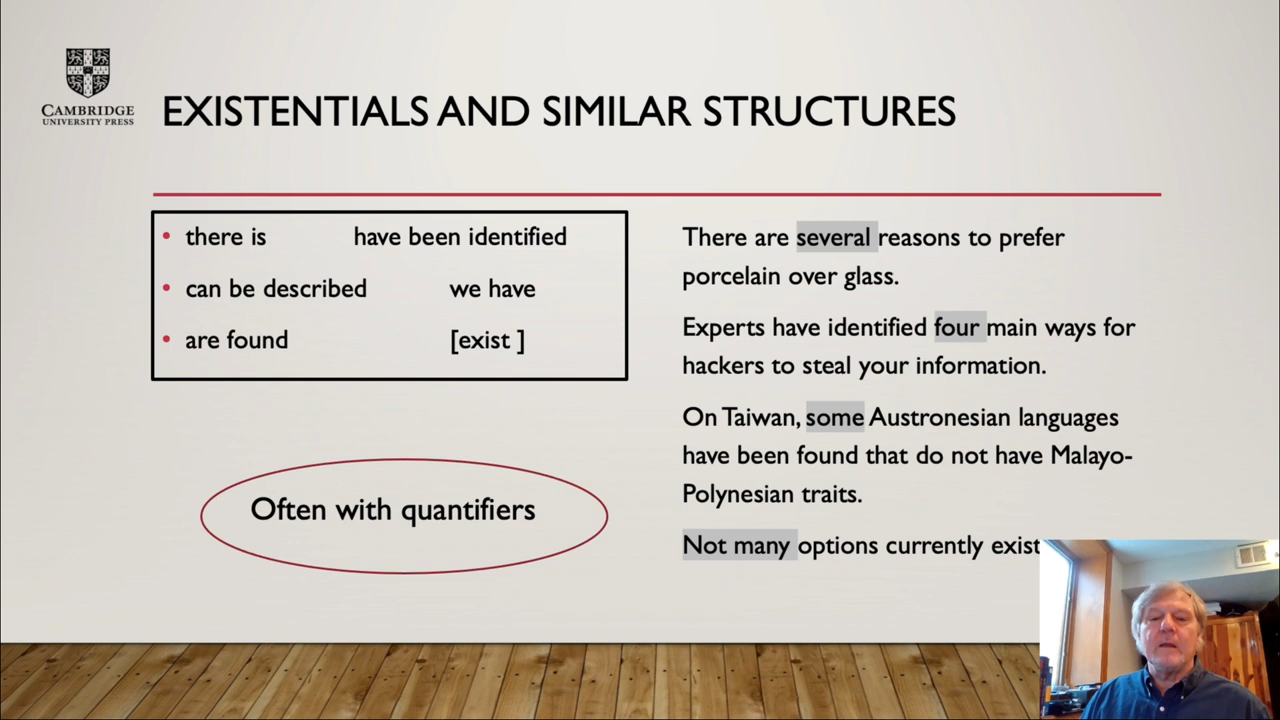 CAMBRIDGE
UNIVERSITY PRESS
EXISTENTIALS AND SIMILAR STRUCTURES
• there is have been identified
• can be described we have
• are found [exist ]
Often with quantifiers
There are several reasons to prefer
porcelain over glass.
Experts have identified four main ways for
hackers to steal your information.
On Taiwan, some Austronesian languages
have been found that do not have Malayo-
Polynesian traits.
Not many options currently exist